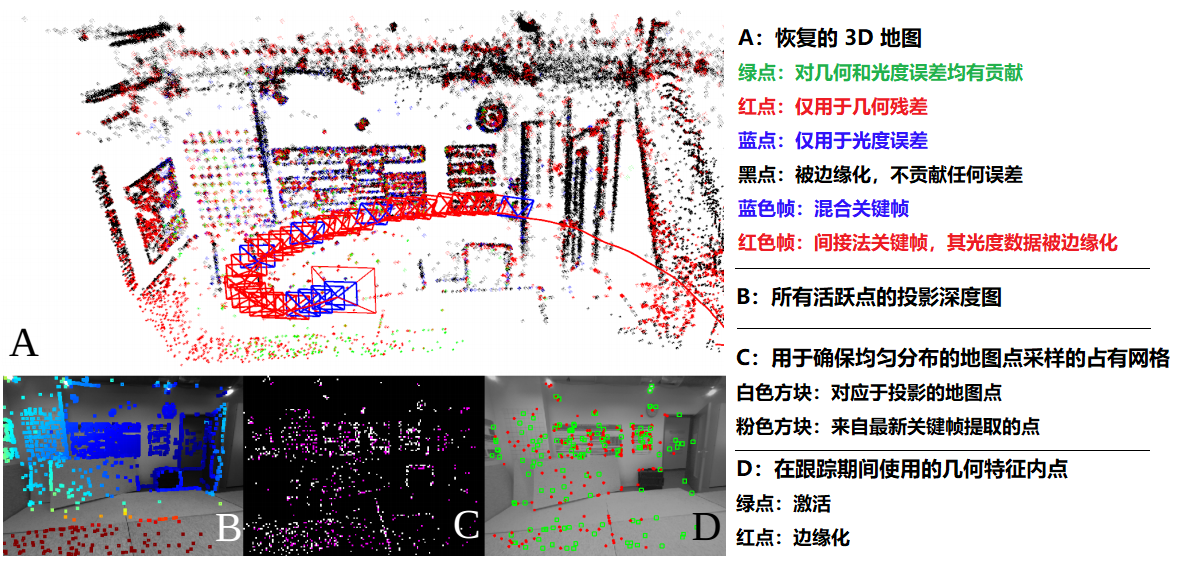 A：恢复的 3D 地图
绿点：对几何和光度误差均有贡献
红点：仅用于几何残差
蓝点：仅用于光度误差
黑点：被边缘化，不贡献任何误差
蓝色帧：混合关键帧
红色帧：间接法关键帧，其光度数据被边缘化
B：所有活跃点的投影深度图
C：用于确保均匀分布的地图点采样的占有网格
白色方块：对应于投影的地图点
粉色方块：来自最新关键帧提取的点
D：在跟踪期间使用的几何特征内点
绿点：激活
红点：边缘化
A
B
C
D